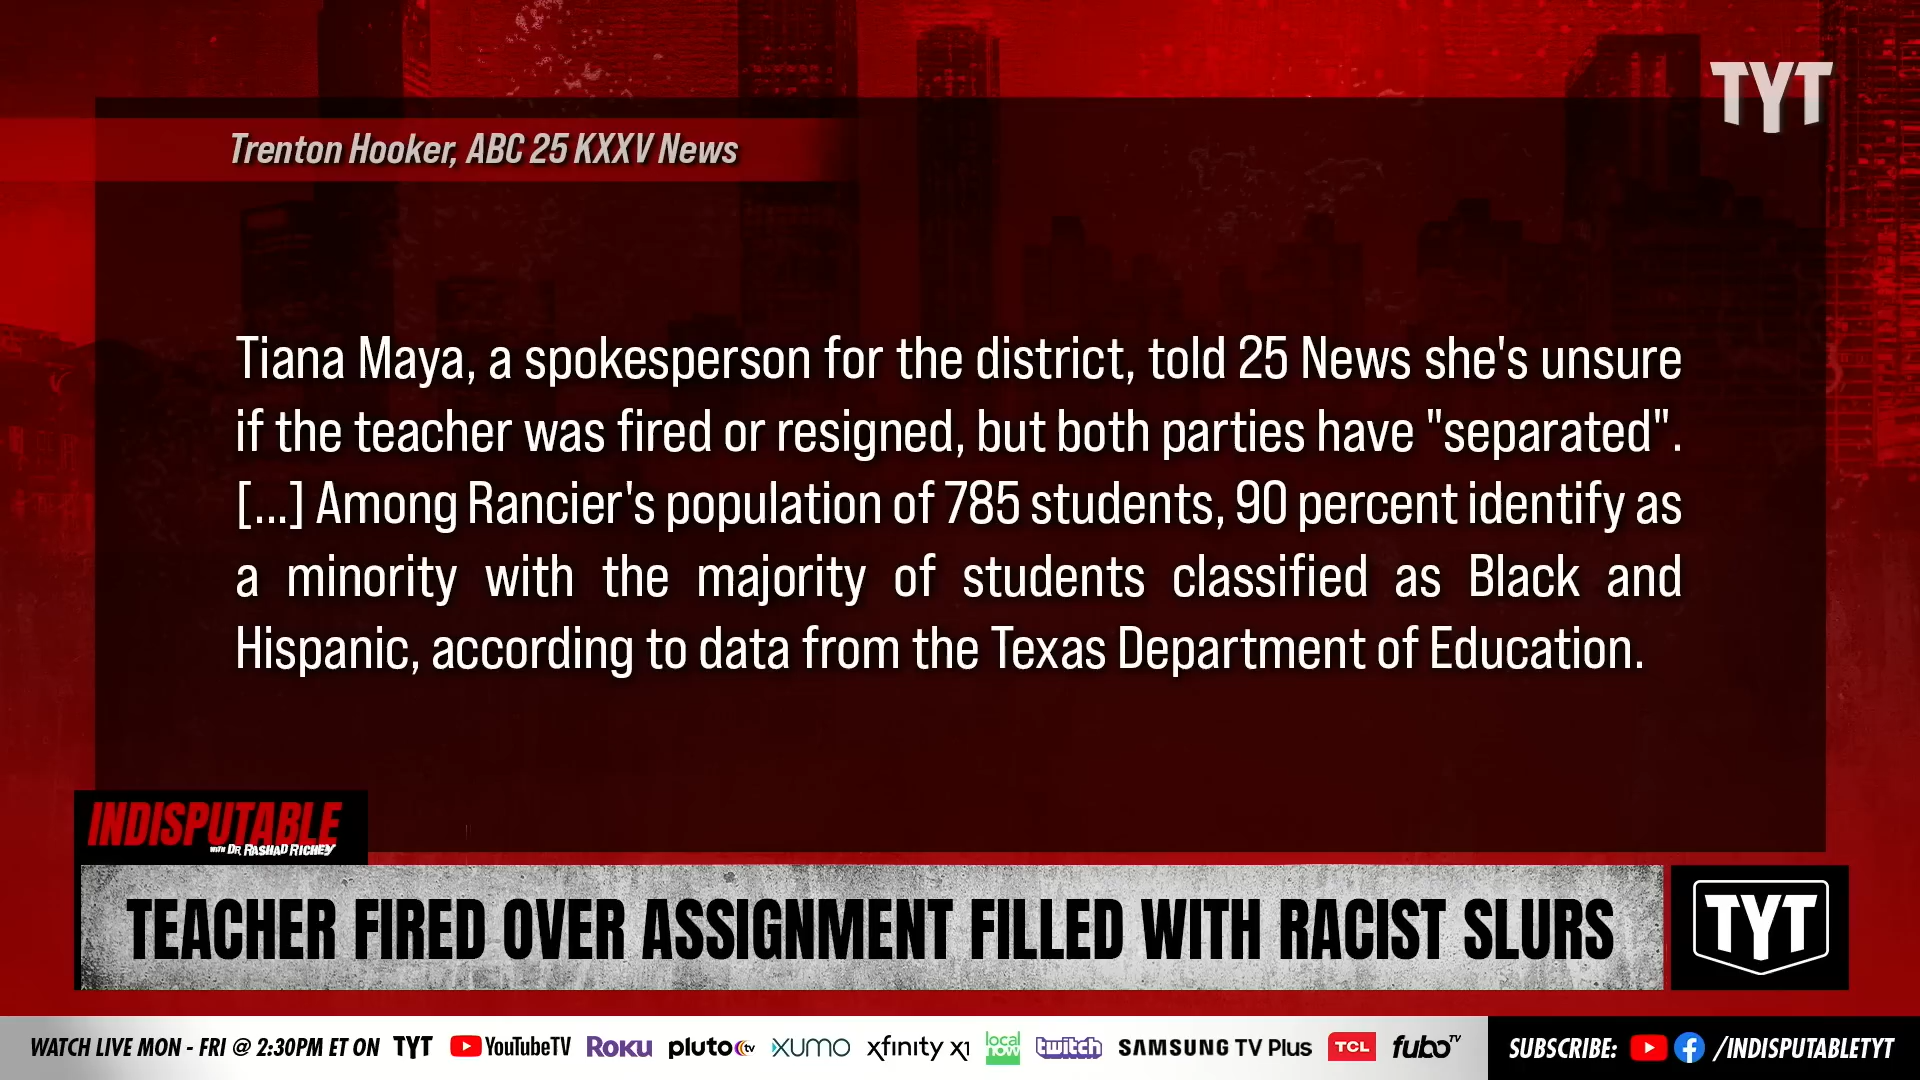 TYT
Trenton Hooker, ABC 25 KXXV News
Tiana Maya, a spokesperson for the district, told 25 News she's unsure
if the teacher was fired or resigned, but both parties have "separated".
[...] Among Rancier's population of 785 students, 90 percent identify as
a minority with the majority of students classified as Black and
Hispanic, according to data from the Texas Department of Education.
INDISPUTABLE
WITH DR RASHAD RICHEY
TEACHER FIRED OVER ASSIGNMENT FILLED WITH RACIST SLURS
TYT
WATCH LIVE MON - FRI @ 2:30PM ET ON TYT YouTubeTV ROKU pluto tv XUMO xfinity X1 local now twitch SAMSUNG TV Plus TCL fubo TV SUBSCRIBE: /INDISPUTABLETYT